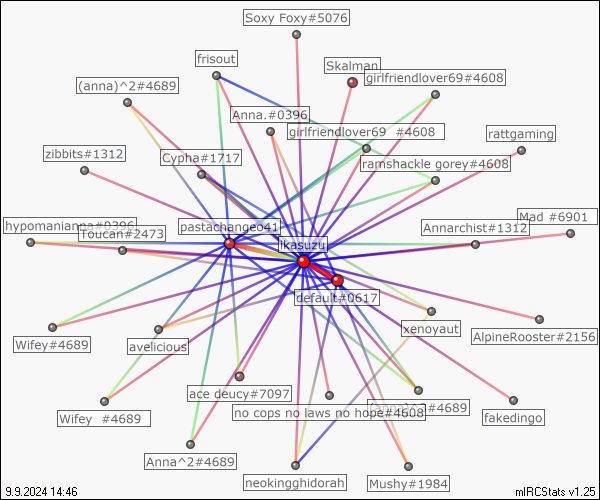 Soxy Foxy#5076
frisout
Skalman
girlfriendlover69#4608
(anna)^2#4689
Anna.#0396
girlfriendlover69 #4608
rattgaming
zibbits#1312
Cypha#1717
ramshackle gorey#4608
hypomanianna#0396
Toucan#2473
pastachangeo41
Annarchist#1312
Mad #6901
ikasuzu
default#0617
xenoyaut
Wifey#4689
avelicious
AlpineRooster#2156
ace deucy#7097
no cops no laws no hope#4608
#4689
Wifey #4689
fakedingo
Anna^2#4689
neokingghidorah
Mushy#1984
9.9.2024 14:46
mIRCStats v1.25